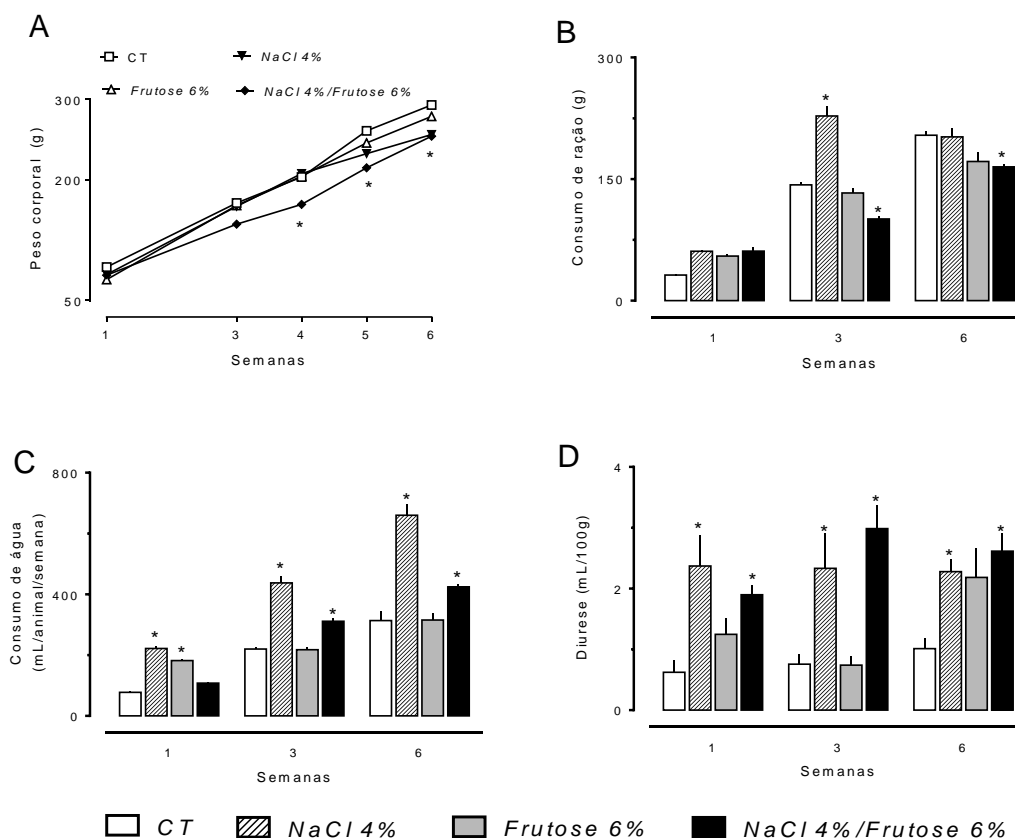 A
CT
NaCl 4%
Frutose 6%
NaCl 4%/Frutose 6%
Peso corporal (g)
300
200
50
*
*
*
1
3
4
5
6
Semanas
B
Consumo de ração (g)
300
150
0
*
*
*
1
3
6
Semanas
C
Consumo de água
(mL/animal/semana)
800
400
0
*
*
*
*
*
*
1
3
6
Semanas
D
Diurese (mL/100g)
4
2
0
*
*
*
*
*
*
1
3
6
Semanas
CT
NaCl 4%
Frutose 6%
NaCl 4%/Frutose 6%